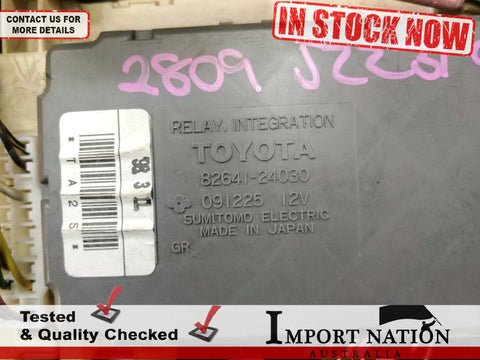 CONTACT US FOR
MORE DETAILS
IN STOCK NOW
2809
RELAY, INTEGRATION
TOYOTA
82641-24030
091225 12V
SUMITOMO ELECTRIC
MADE IN JAPAN
GR
* TA25 *
Tested
& Quality Checked
IMPORT NATION
AUSTRALIA